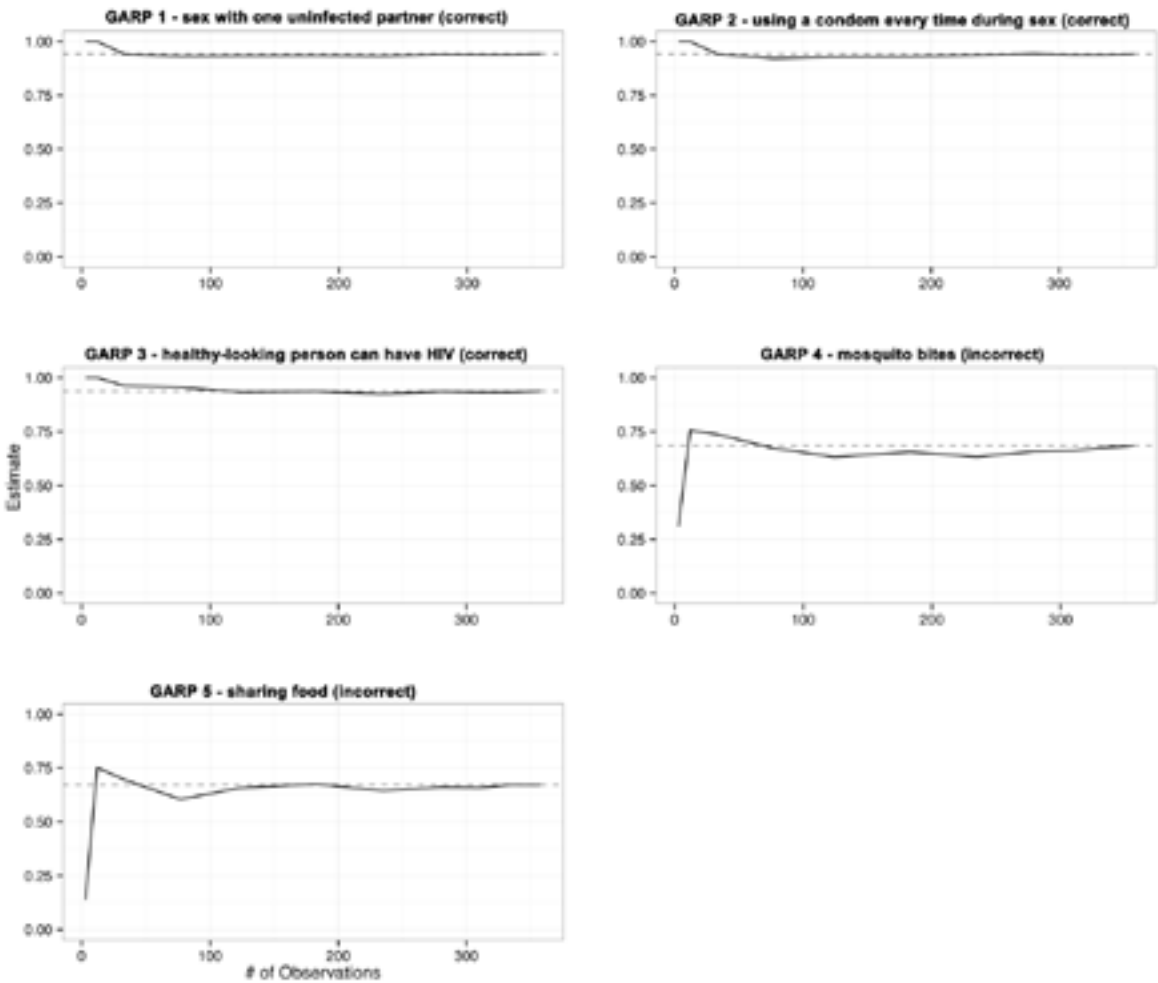 GARP 1 - sex with one uninfected partner (correct)
1.00
0.75
0.50
0.25
0.00
0 100 200 300
GARP 2 - using a condom every time during sex (correct)
1.00
0.75
0.50
0.25
0.00
0 100 200 300
GARP 3 - healthy-looking person can have HIV (correct)
1.00
0.75
0.50
0.25
0.00
0 100 200 300
Estimate
GARP 4 - mosquito bites (incorrect)
1.00
0.75
0.50
0.25
0.00
0 100 200 300
GARP 5 - sharing food (incorrect)
1.00
0.75
0.50
0.25
0.00
0 100 200 300
# of Observations